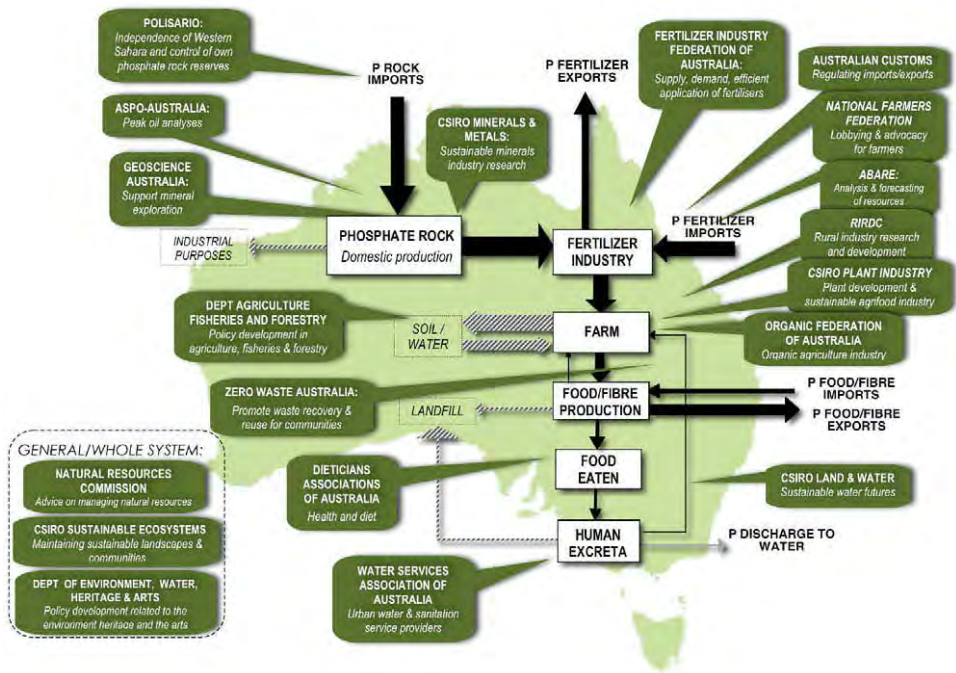 POLISARIO:
Independence of Western
Sahara and control of own
phosphate rock reserves
P ROCK
IMPORTS
P FERTILIZER
EXPORTS
FERTILIZER INDUSTRY
FEDERATION OF
AUSTRALIA:
Supply, demand, efficient
application of fertilisers
AUSTRALIAN CUSTOMS
Regulating imports/exports
NATIONAL FARMERS
FEDERATION
Lobbying & advocacy
for farmers
ASPO-AUSTRALIA:
Peak oil analyses
CSIRO MINERALS &
METALS:
Sustainable minerals
industry research
GEOSCIENCE
AUSTRALIA:
Support mineral
exploration
ABARE:
Analysis & forecasting
of resources
P FERTILIZER
IMPORTS
RIRDC
Rural industry research
and development
INDUSTRIAL
PURPOSES
PHOSPHATE ROCK
Domestic production
FERTILIZER
INDUSTRY
CSIRO PLANT INDUSTRY
Plant development &
sustainable agrifood industry
DEPT AGRICULTURE
FISHERIES AND FORESTRY
Policy development in
agriculture, fisheries & forestry
SOIL /
WATER
FARM
ORGANIC FEDERATION
OF AUSTRALIA
Organic agriculture industry
ZERO WASTE AUSTRALIA:
Promote waste recovery &
reuse for communities
LANDFILL
FOOD/FIBRE
PRODUCTION
P FOOD/FIBRE
IMPORTS
P FOOD/FIBRE
EXPORTS
GENERAL/WHOLE SYSTEM:
NATURAL RESOURCES
COMMISSION
Advice on managing natural resources
CSIRO SUSTAINABLE ECOSYSTEMS
Maintaining sustainable landscapes &
communities
DEPT OF ENVIRONMENT, WATER,
HERITAGE & ARTS
Policy development related to the
environment heritage and the arts
DIETICIANS
ASSOCIATIONS
OF AUSTRALIA
Health and diet
FOOD
EATEN
CSIRO LAND & WATER
Sustainable water futures
HUMAN
EXCRETA
P DISCHARGE TO
WATER
WATER SERVICES
ASSOCIATION OF
AUSTRALIA
Urban water & sanitation
service providers